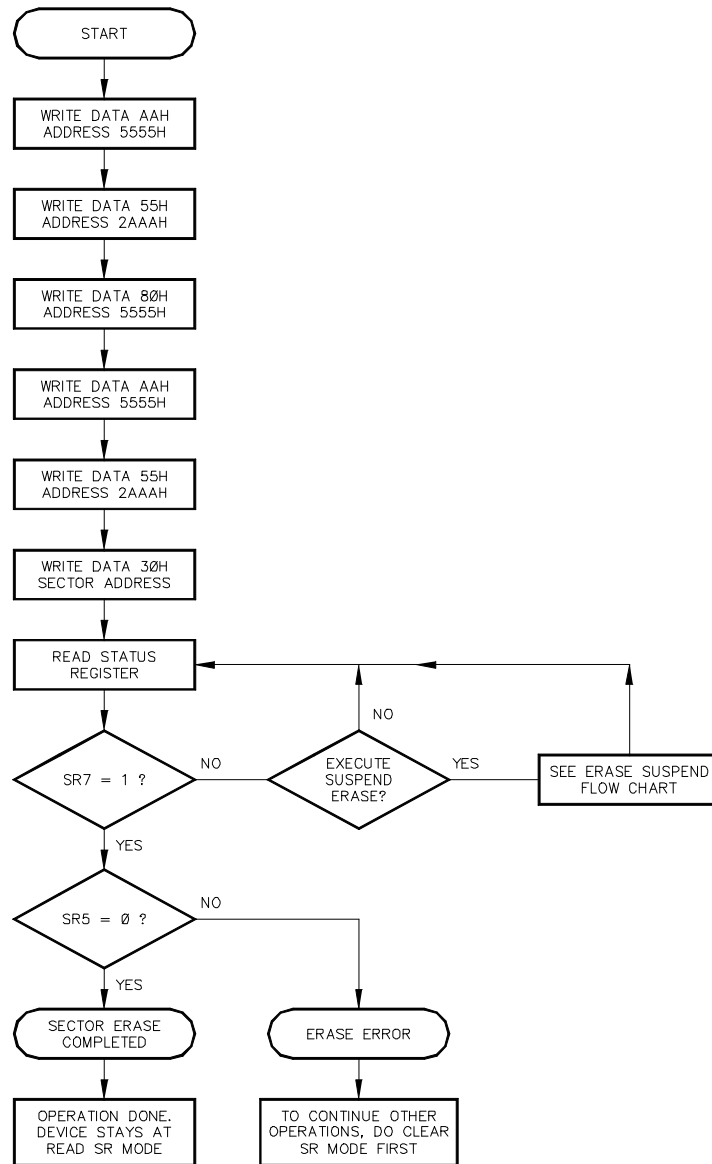 START
WRITE DATA AAH
ADDRESS 5555H
WRITE DATA 55H
ADDRESS 2AAAH
WRITE DATA 8ØH
ADDRESS 5555H
WRITE DATA AAH
ADDRESS 5555H
WRITE DATA 55H
ADDRESS 2AAAH
WRITE DATA 3ØH
SECTOR ADDRESS
READ STATUS
REGISTER
NO
SR7 = 1 ?
NO
EXECUTE
SUSPEND
ERASE?
YES
SEE ERASE SUSPEND
FLOW CHART
YES
SR5 = Ø ?
NO
YES
SECTOR ERASE
COMPLETED
ERASE ERROR
OPERATION DONE.
DEVICE STAYS AT
READ SR MODE
TO CONTINUE OTHER
OPERATIONS, DO CLEAR
SR MODE FIRST